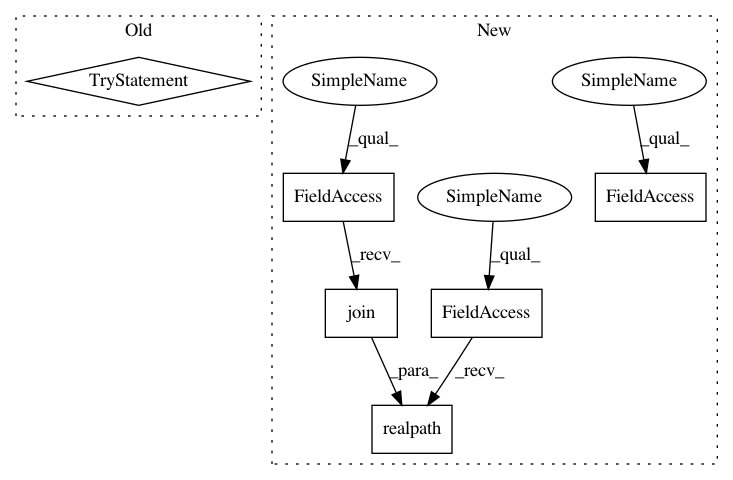 Old
New
TryStatement
SimpleName
SimpleName
_qual_
_qual_
FieldAccess
SimpleName
FieldAccess
_recv_
_qual_
join
FieldAccess
_para_
_recv_
realpath